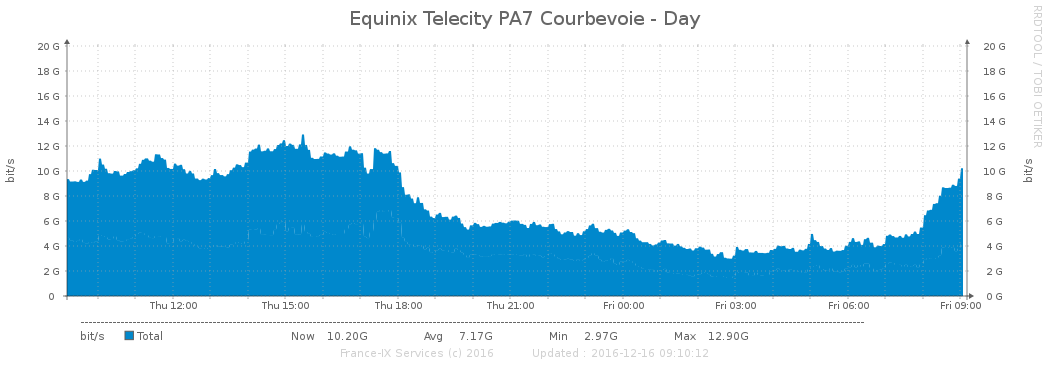 Equinix Telecity PA7 Courbevoie - Day
RRDTOOL / TOBI OETIKER
bit/s
bit/s
20 G 20 G
18 G 18 G
16 G 16 G
14 G 14 G
12 G 12 G
10 G 10 G
8 G 8 G
6 G 6 G
4 G 4 G
2 G 2 G
0 0 G
Thu 12:00 Thu 15:00 Thu 18:00 Thu 21:00 Fri 00:00 Fri 03:00 Fri 06:00 Fri 09:00
bit/s Total Now 10.20G Avg 7.17G Min 2.97G Max 12.90G
France-IX Services (c) 2016 Updated : 2016-12-16 09:10:12